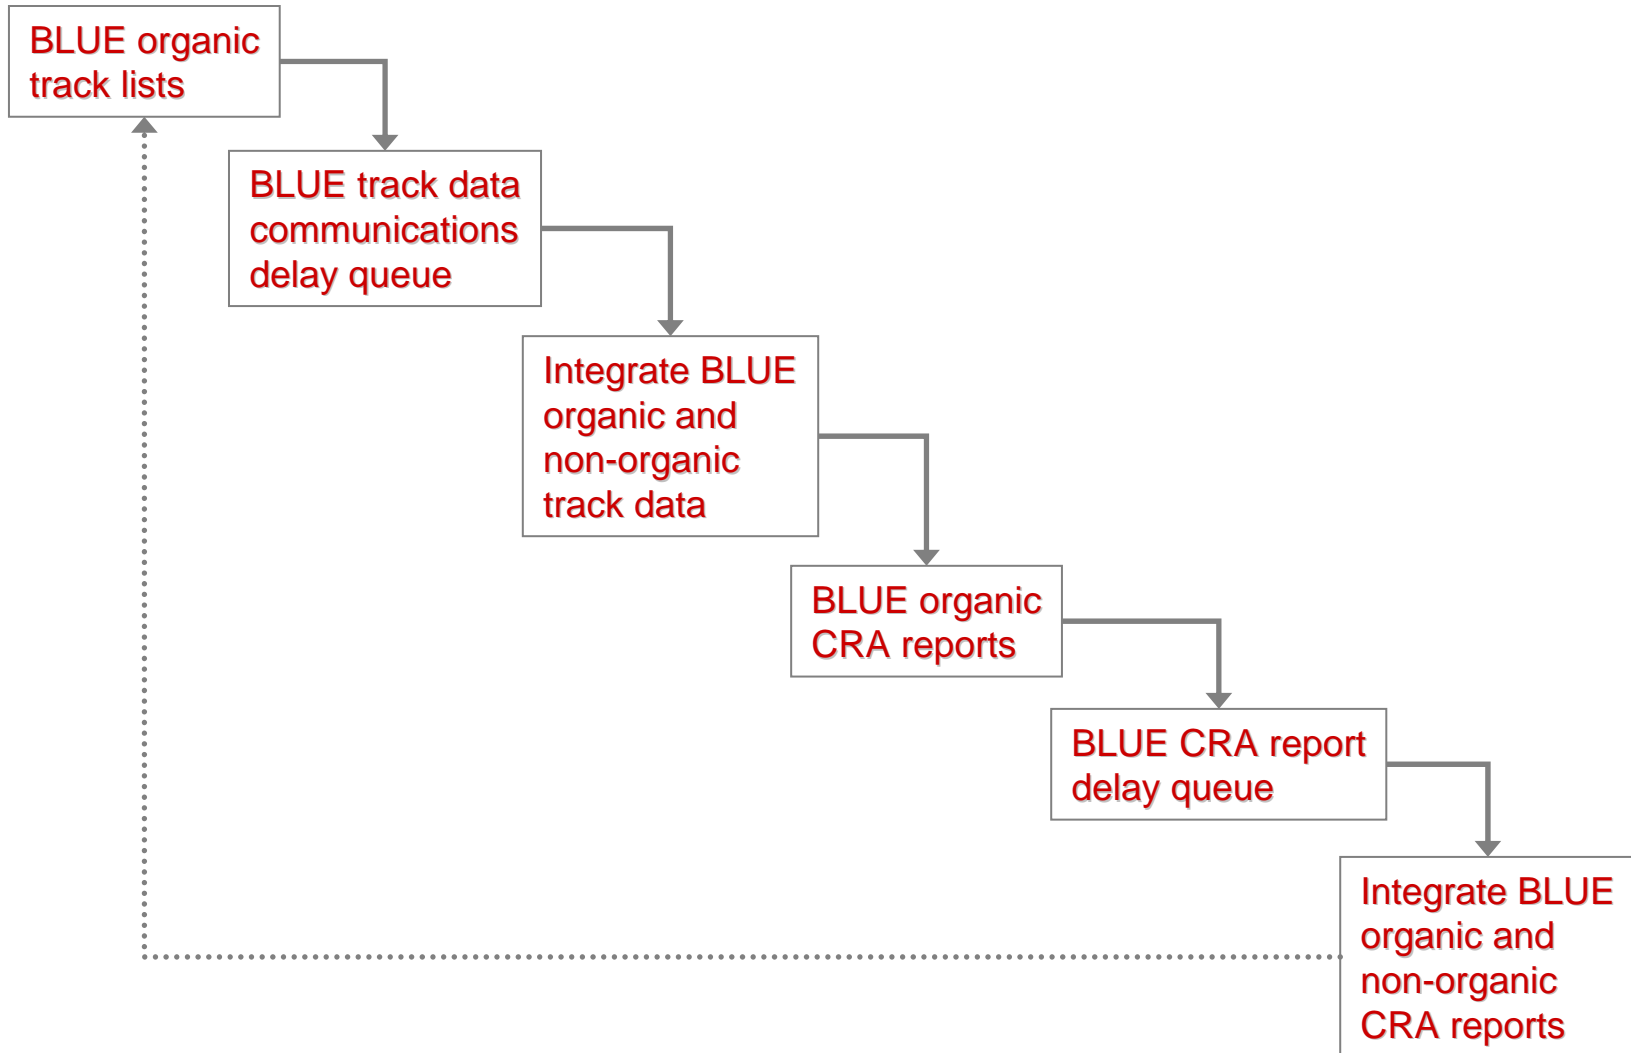 BLUE organic
track lists
BLUE track data
communications
delay queue
Integrate BLUE
organic and
non-organic
track data
BLUE organic
CRA reports
BLUE CRA report
delay queue
Integrate BLUE
organic and
non-organic
CRA reports